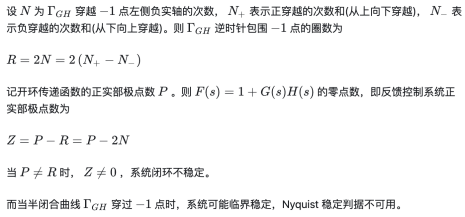 设 N 为 Γ_GH 穿越 −1 点左侧负实轴的次数，N₊ 表示正穿越的次数和(从上向下穿越)，N₋ 表
示负穿越的次数和(从下向上穿越)。则 Γ_GH 逆时针包围 −1 点的圈数为
R = 2N = 2 (N₊ − N₋)
记开环传递函数的正实部极点数 P 。则 F(s) = 1 + G(s)H(s) 的零点数，即反馈控制系统正
实部极点数为
Z = P − R = P − 2N
当 P ≠ R 时， Z ≠ 0 ，系统闭环不稳定。
而当半闭合曲线 Γ_GH 穿过 −1 点时，系统可能临界稳定，Nyquist 稳定判据不可用。